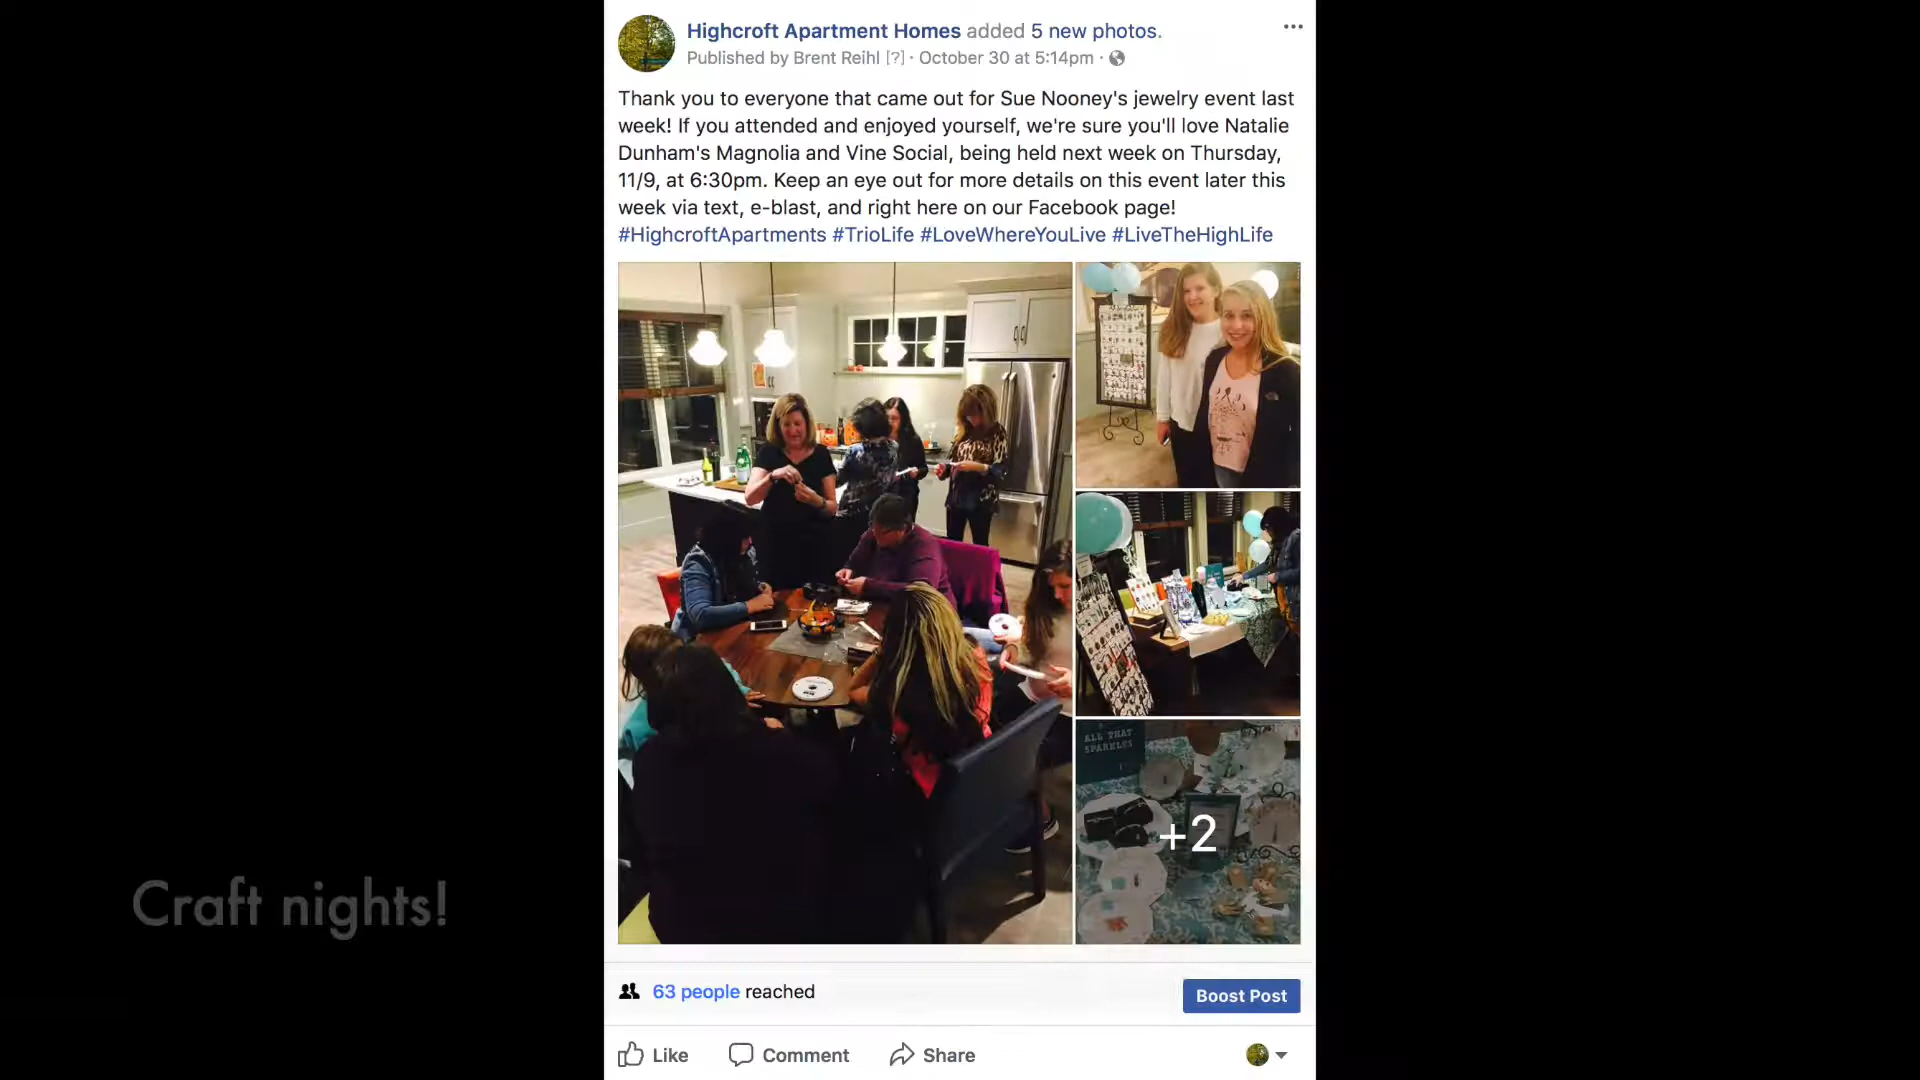 Highcroft Apartment Homes added 5 new photos.
Published by Brent Reihl [?] · October 30 at 5:14pm ·
Thank you to everyone that came out for Sue Nooney's jewelry event last
week! If you attended and enjoyed yourself, we're sure you'll love Natalie
Dunham's Magnolia and Vine Social, being held next week on Thursday,
11/9, at 6:30pm. Keep an eye out for more details on this event later this
week via text, e-blast, and right here on our Facebook page!
#HighcroftApartments #TrioLife #LoveWhereYouLive #LiveTheHighLife
ALL THAT
SPARKLES
+2
Craft nights!
63 people reached
Boost Post
Like Comment Share